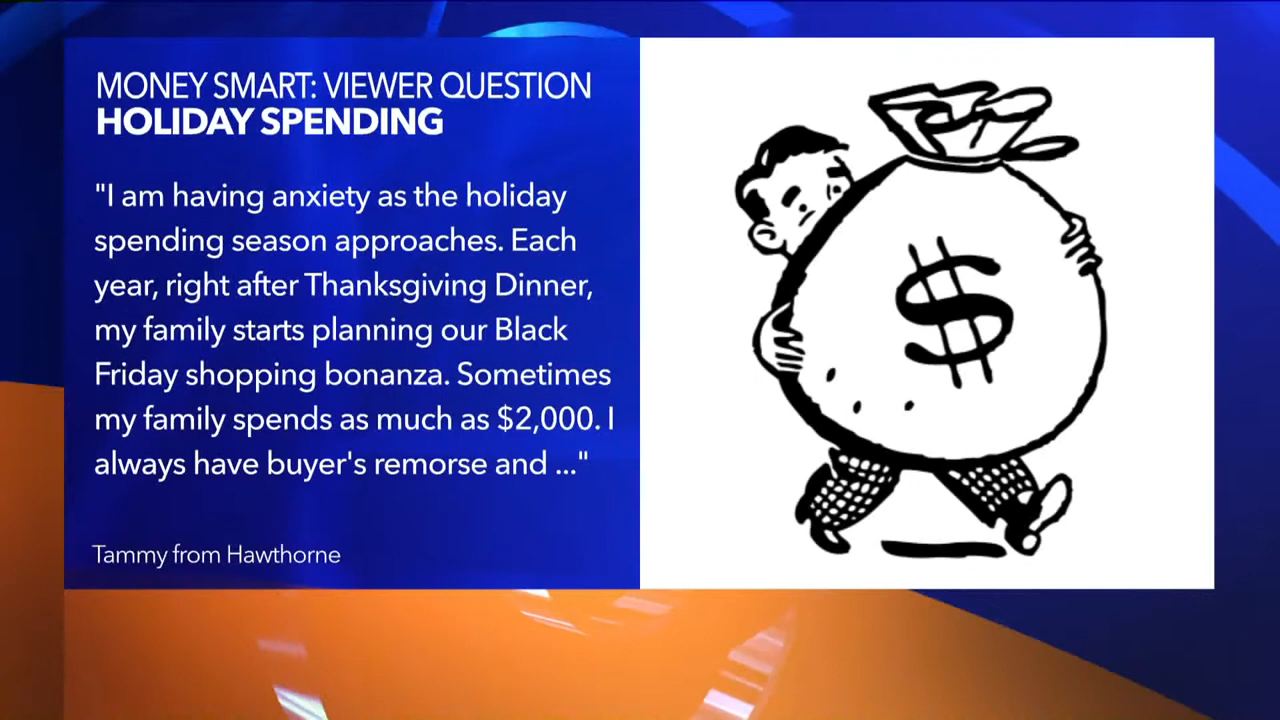 MONEY SMART: VIEWER QUESTION
HOLIDAY SPENDING
"I am having anxiety as the holiday
spending season approaches. Each
year, right after Thanksgiving Dinner,
my family starts planning our Black
Friday shopping bonanza. Sometimes
my family spends as much as $2,000. I
always have buyer's remorse and ..."
Tammy from Hawthorne
$